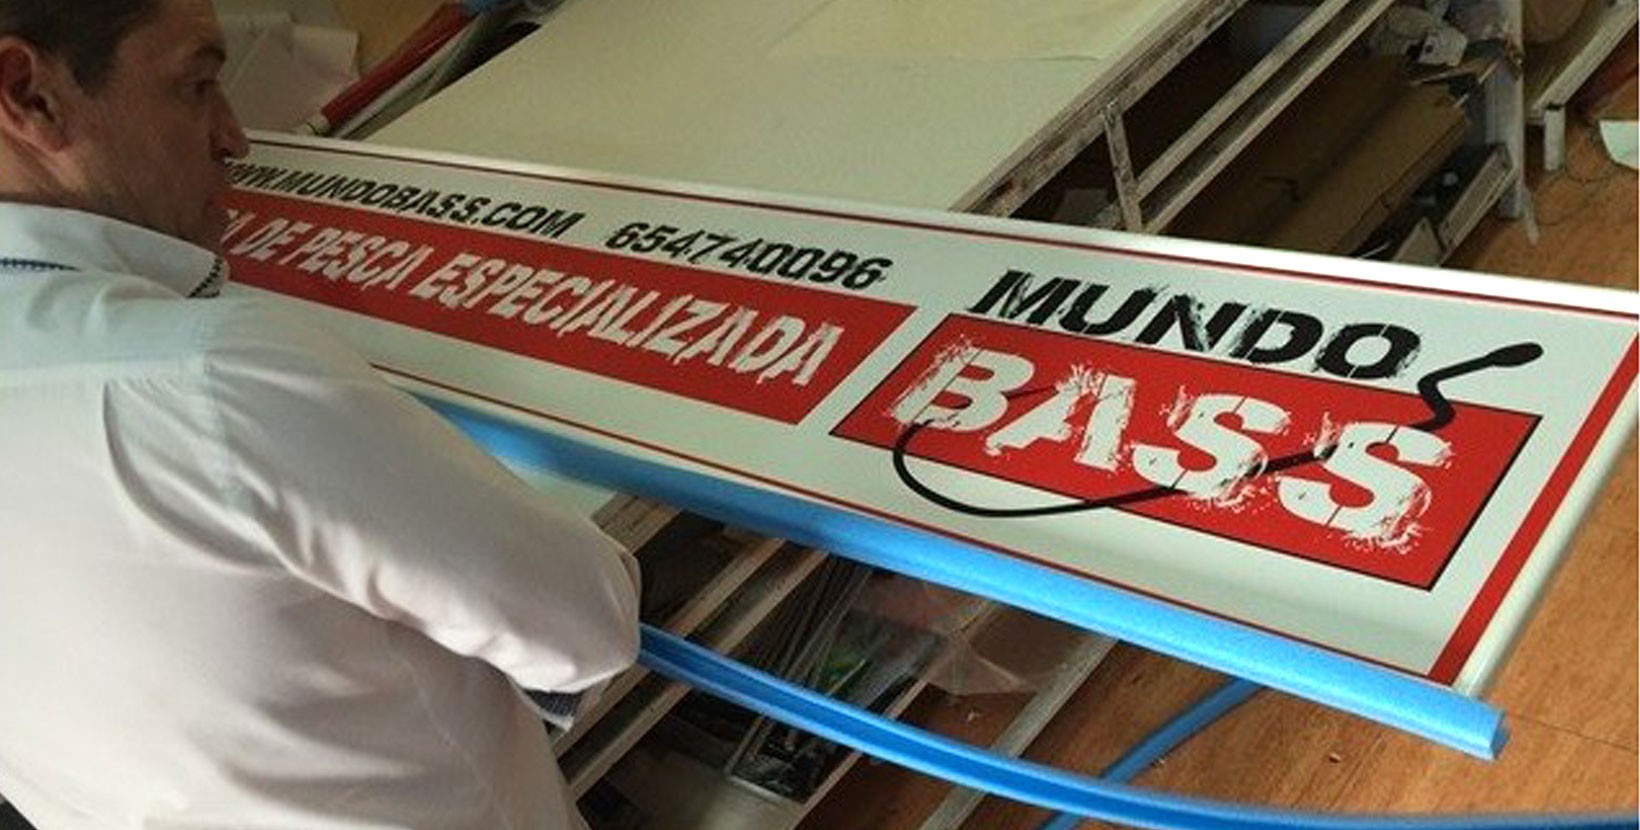 WWW.MUNDOBASS.COM 654740096
DE PESCA ESPECIALIZADA
MUNDO
BASS